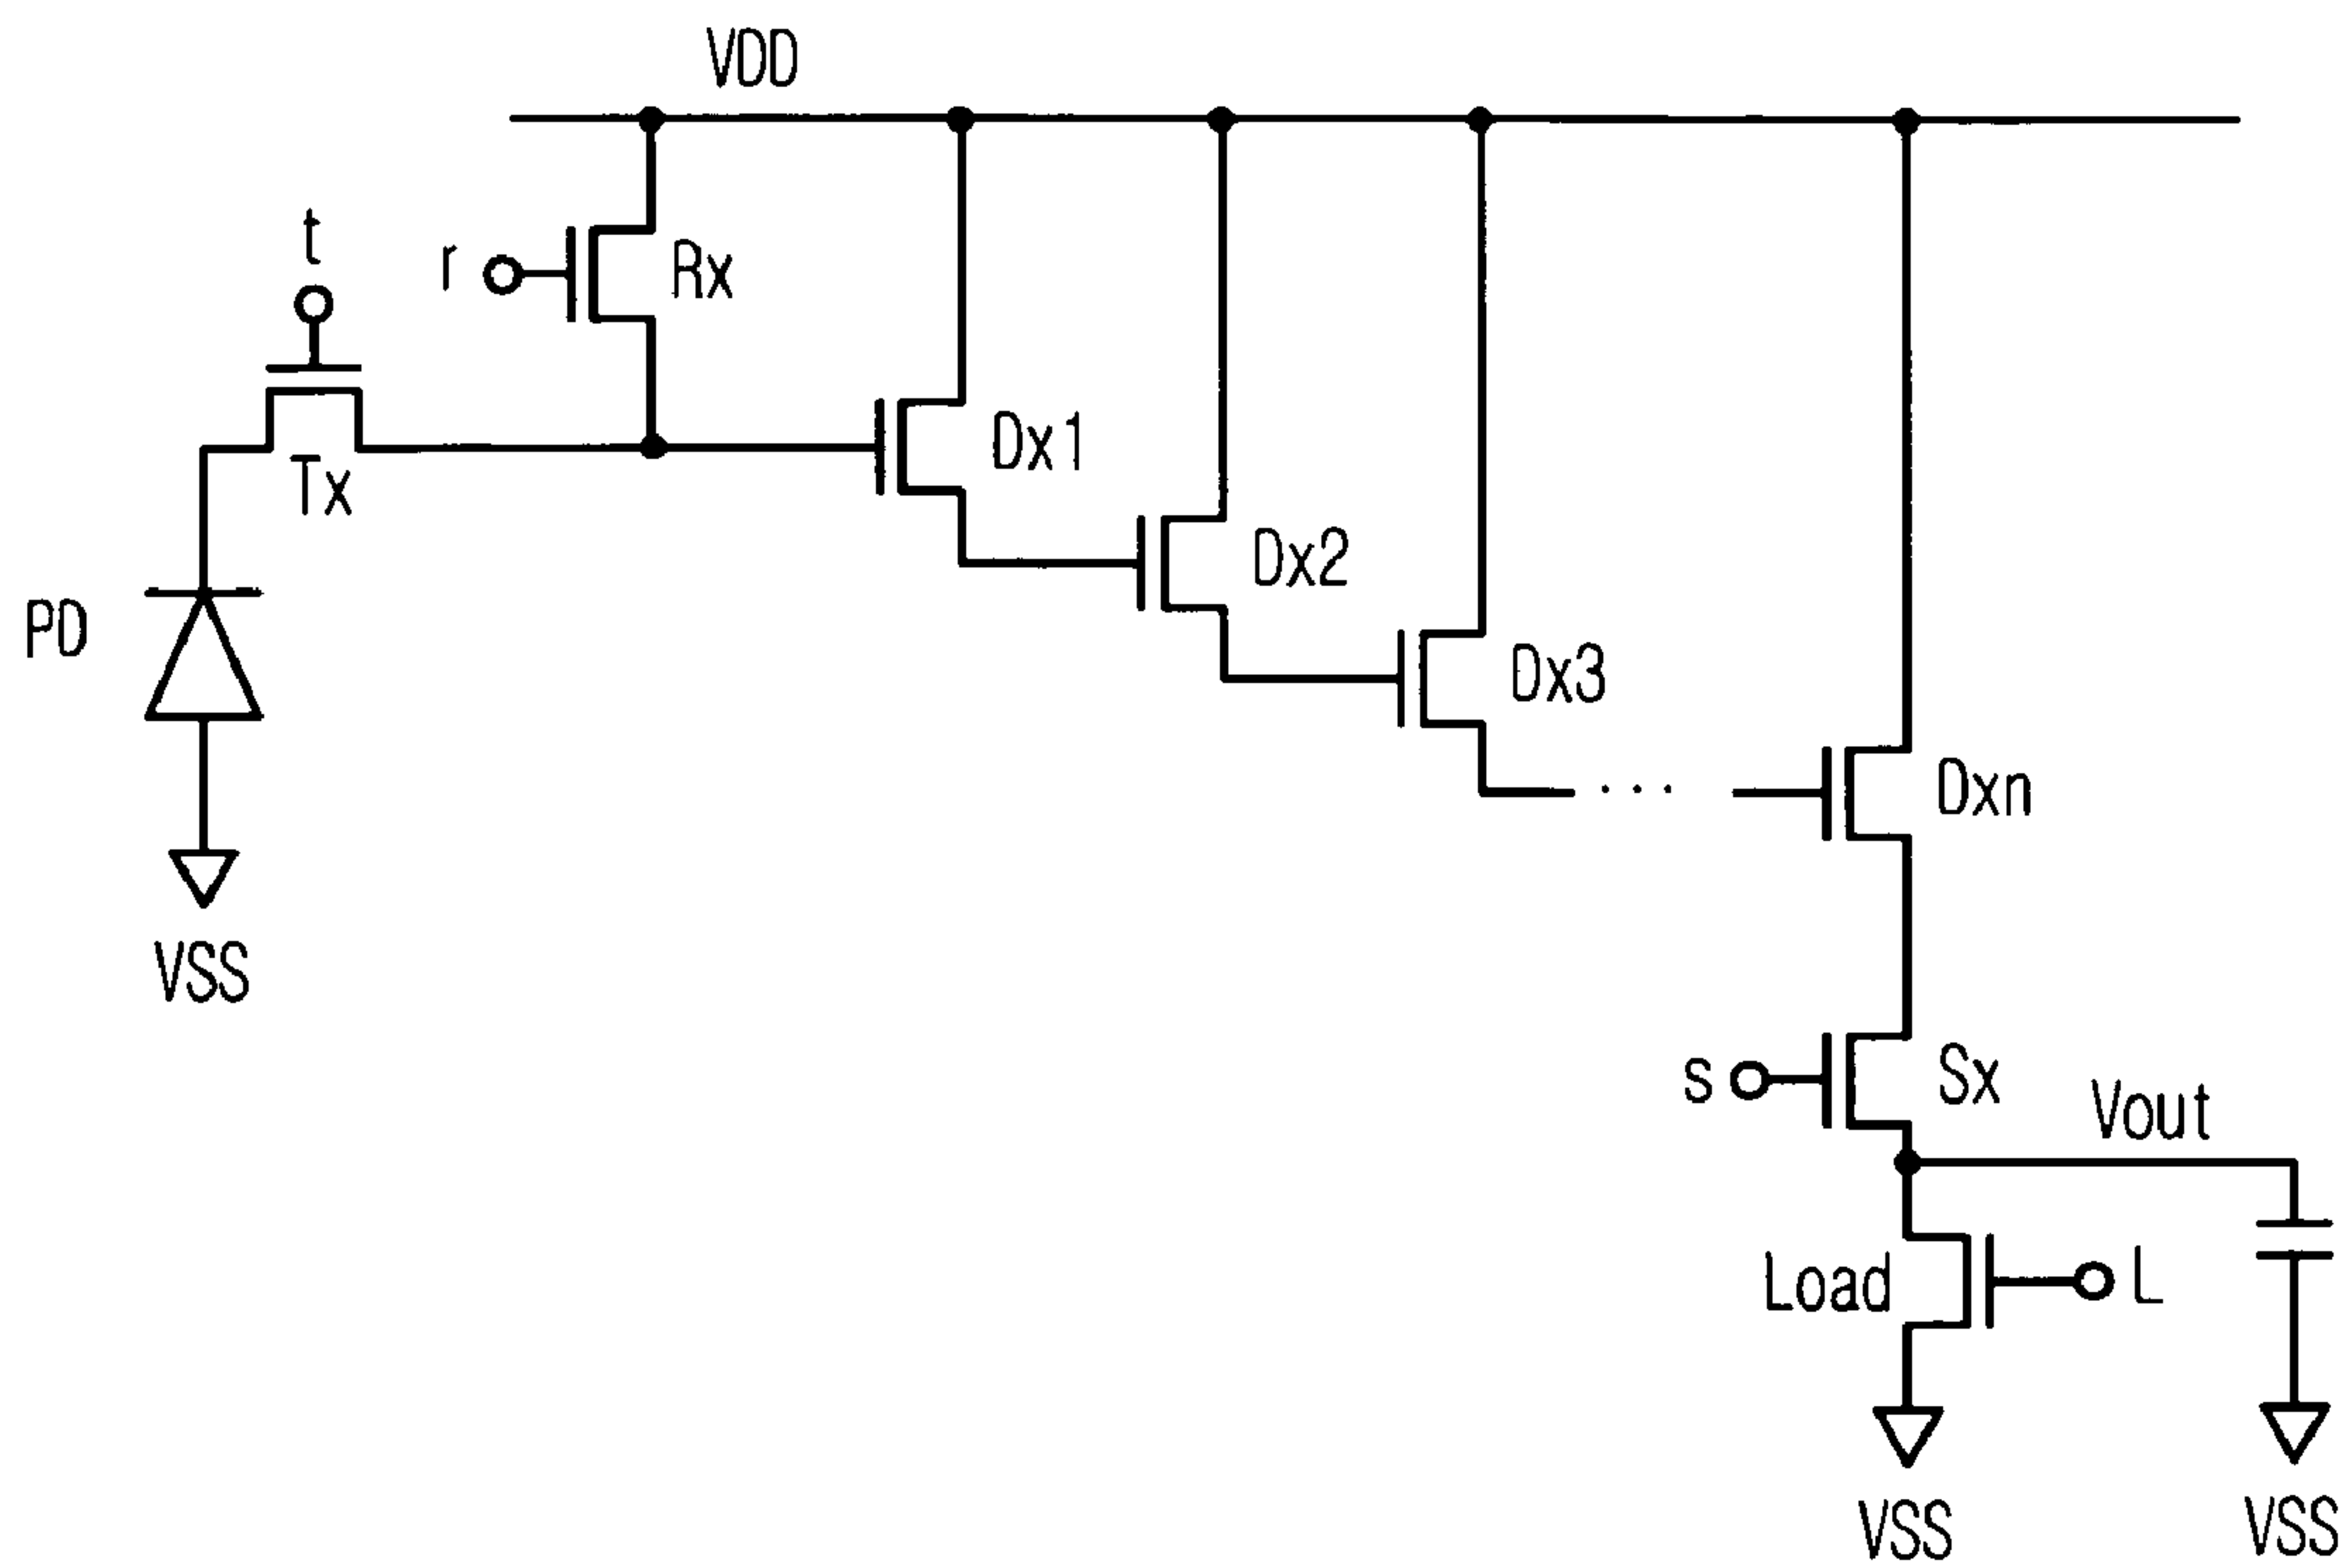 VDD
t
r
Rx
Dx1
Tx
Dx2
PD
Dx3
...
Dxn
VSS
s
Sx
Vout
Load
L
VSS
VSS